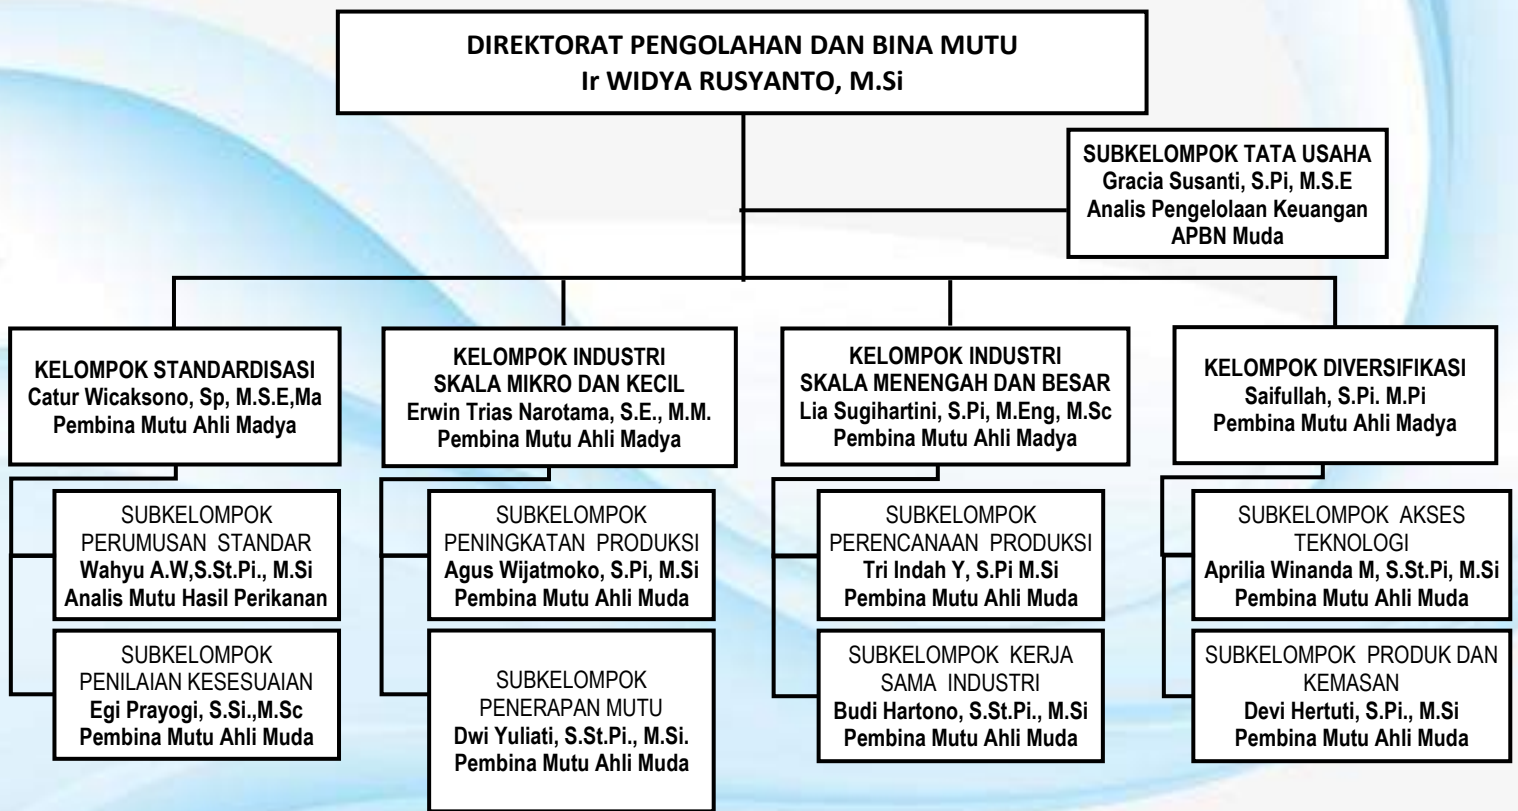 DIREKTORAT PENGOLAHAN DAN BINA MUTU
Ir WIDYA RUSYANTO, M.Si
SUBKELOMPOK TATA USAHA
Gracia Susanti, S.Pi, M.S.E
Analis Pengelolaan Keuangan
APBN Muda
KELOMPOK STANDARDISASI
Catur Wicaksono, Sp, M.S.E,Ma
Pembina Mutu Ahli Madya
KELOMPOK INDUSTRI
SKALA MIKRO DAN KECIL
Erwin Trias Narotama, S.E., M.M.
Pembina Mutu Ahli Madya
KELOMPOK INDUSTRI
SKALA MENENGAH DAN BESAR
Lia Sugihartini, S.Pi, M.Eng, M.Sc
Pembina Mutu Ahli Madya
KELOMPOK DIVERSIFIKASI
Saifullah, S.Pi. M.Pi
Pembina Mutu Ahli Madya
SUBKELOMPOK
PERUMUSAN STANDAR
Wahyu A.W,S.St.Pi., M.Si
Analis Mutu Hasil Perikanan
SUBKELOMPOK
PENINGKATAN PRODUKSI
Agus Wijatmoko, S.Pi, M.Si
Pembina Mutu Ahli Muda
SUBKELOMPOK
PERENCANAAN PRODUKSI
Tri Indah Y, S.Pi M.Si
Pembina Mutu Ahli Muda
SUBKELOMPOK AKSES
TEKNOLOGI
Aprilia Winanda M, S.St.Pi, M.Si
Pembina Mutu Ahli Muda
SUBKELOMPOK
PENILAIAN KESESUAIAN
Egi Prayogi, S.Si.,M.Sc
Pembina Mutu Ahli Muda
SUBKELOMPOK
PENERAPAN MUTU
Dwi Yuliati, S.St.Pi., M.Si.
Pembina Mutu Ahli Muda
SUBKELOMPOK KERJA
SAMA INDUSTRI
Budi Hartono, S.St.Pi., M.Si
Pembina Mutu Ahli Muda
SUBKELOMPOK PRODUK DAN
KEMASAN
Devi Hertuti, S.Pi., M.Si
Pembina Mutu Ahli Muda